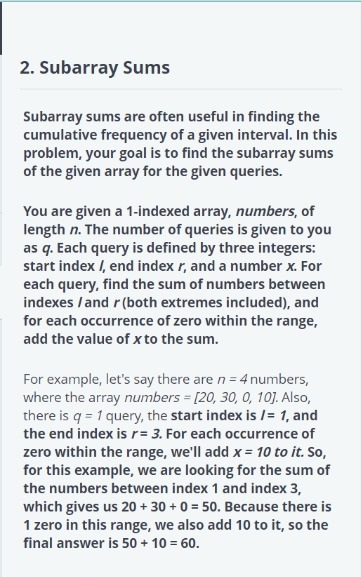 2. Subarray Sums
Subarray sums are often useful in finding the
cumulative frequency of a given interval. In this
problem, your goal is to find the subarray sums
of the given array for the given queries.
You are given a 1-indexed array, numbers, of
length n. The number of queries is given to you
as q. Each query is defined by three integers:
start index l, end index r, and a number x. For
each query, find the sum of numbers between
indexes l and r (both extremes included), and
for each occurrence of zero within the range,
add the value of x to the sum.
For example, let's say there are n = 4 numbers,
where the array numbers = [20, 30, 0, 10]. Also,
there is q = 1 query, the start index is l = 1, and
the end index is r = 3. For each occurrence of
zero within the range, we'll add x = 10 to it. So,
for this example, we are looking for the sum of
the numbers between index 1 and index 3,
which gives us 20 + 30 + 0 = 50. Because there is
1 zero in this range, we also add 10 to it, so the
final answer is 50 + 10 = 60.